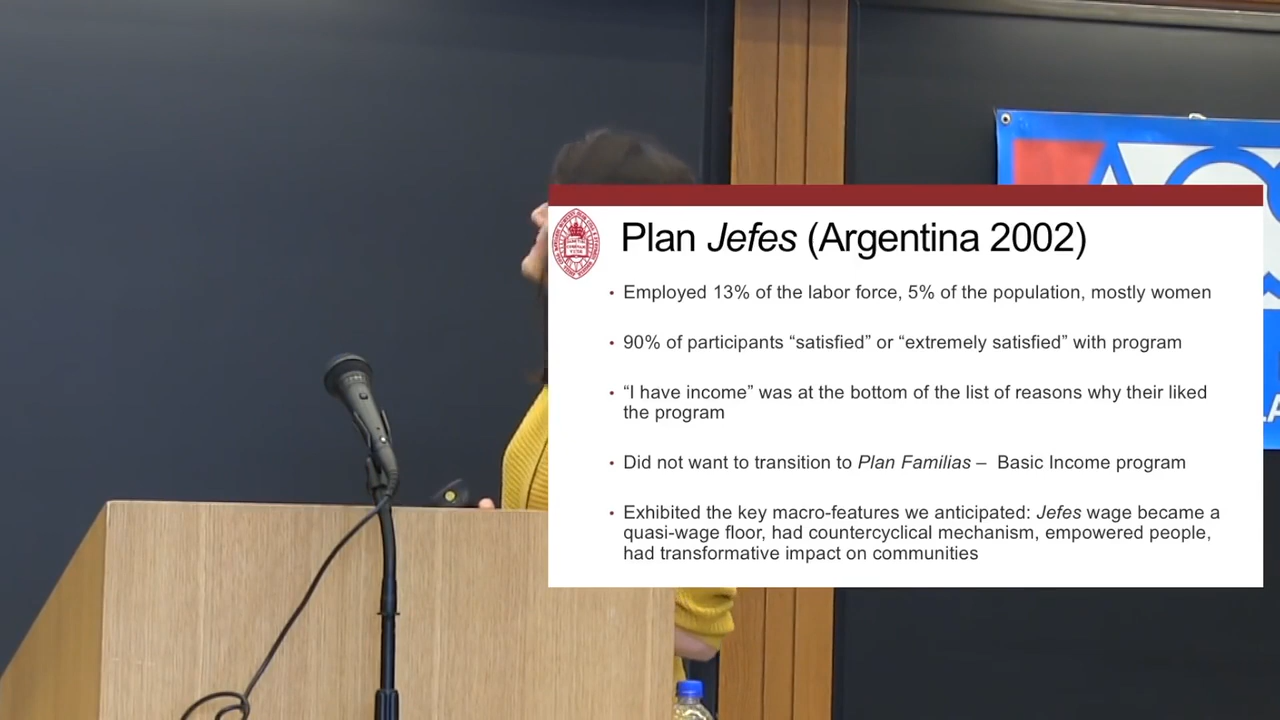 Plan Jefes (Argentina 2002)
• Employed 13% of the labor force, 5% of the population, mostly women
• 90% of participants “satisfied” or “extremely satisfied” with program
• “I have income” was at the bottom of the list of reasons why their liked
the program
• Did not want to transition to Plan Familias – Basic Income program
• Exhibited the key macro-features we anticipated: Jefes wage became a
quasi-wage floor, had countercyclical mechanism, empowered people,
had transformative impact on communities